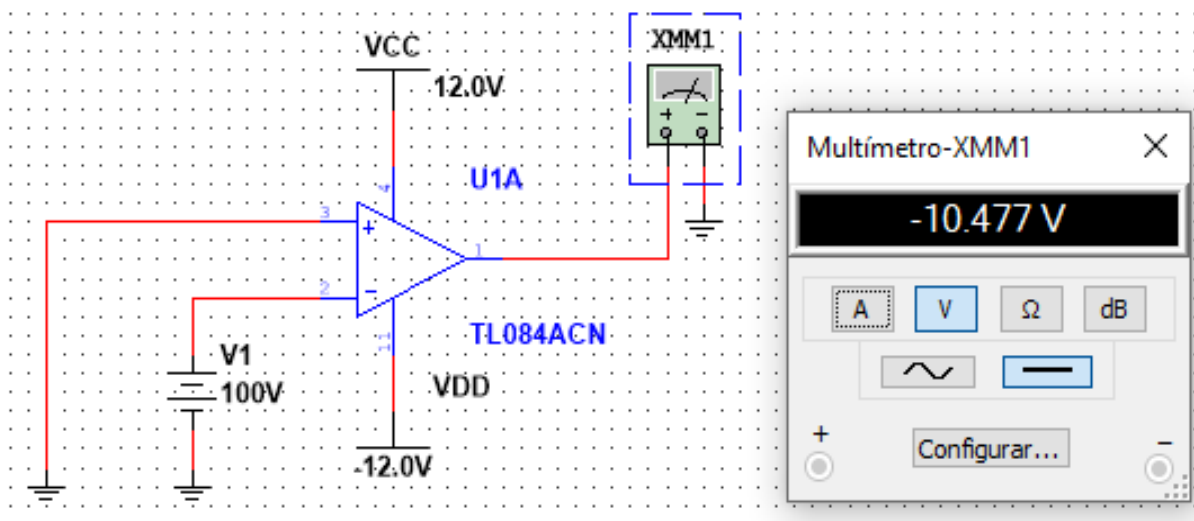 VCC
12.0V
XMM1
+ -
4
U1A
3
+
1
2
-
11
TL084ACN
V1
100V
VDD
-12.0V
Multímetro-XMM1
-10.477 V
A V Ω dB
+ -
Configurar...